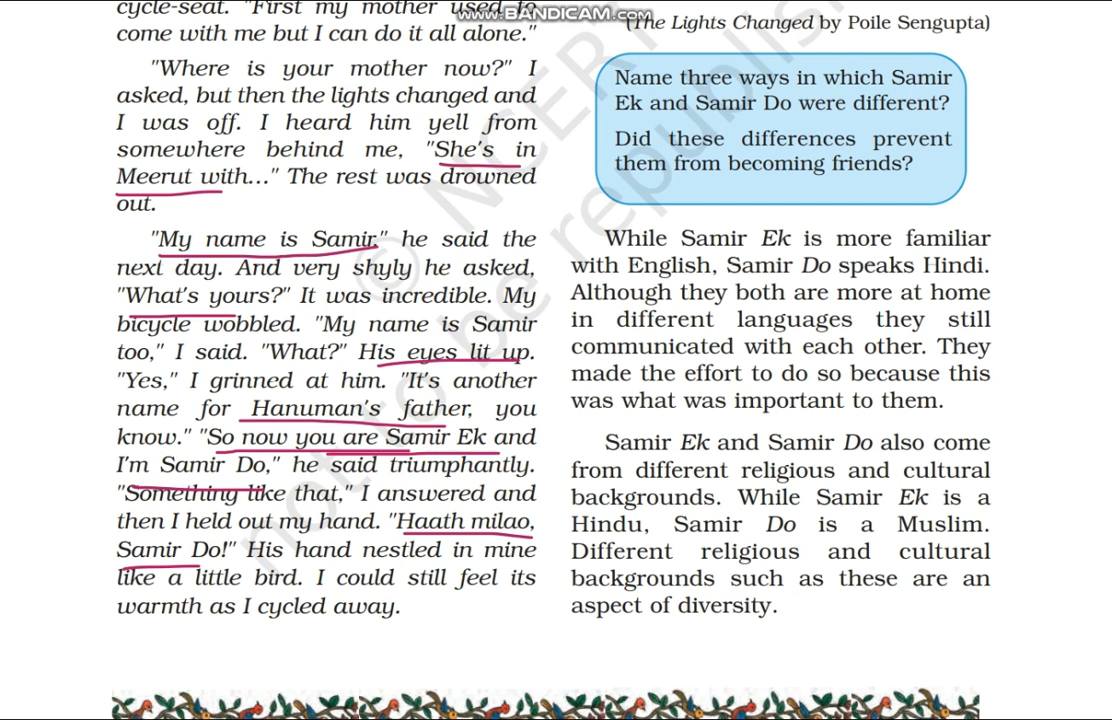 cycle-seat. "First my mother used to
come with me but I can do it all alone."
"Where is your mother now?" I
asked, but then the lights changed and
I was off. I heard him yell from
somewhere behind me, "She's in
Meerut with..." The rest was drowned
out.
"My name is Samir," he said the
next day. And very shyly he asked,
"What's yours?" It was incredible. My
bicycle wobbled. "My name is Samir
too," I said. "What?" His eyes lit up.
"Yes," I grinned at him. "It's another
name for Hanuman's father, you
know." "So now you are Samir Ek and
I'm Samir Do," he said triumphantly.
"Something like that," I answered and
then I held out my hand. "Haath milao,
Samir Do!" His hand nestled in mine
like a little bird. I could still feel its
warmth as I cycled away.
www.BANDICAM.com
(The Lights Changed by Poile Sengupta)
Name three ways in which Samir
Ek and Samir Do were different?
Did these differences prevent
them from becoming friends?
While Samir Ek is more familiar
with English, Samir Do speaks Hindi.
Although they both are more at home
in different languages they still
communicated with each other. They
made the effort to do so because this
was what was important to them.
Samir Ek and Samir Do also come
from different religious and cultural
backgrounds. While Samir Ek is a
Hindu, Samir Do is a Muslim.
Different religious and cultural
backgrounds such as these are an
aspect of diversity.
© NCERT
not to be republish